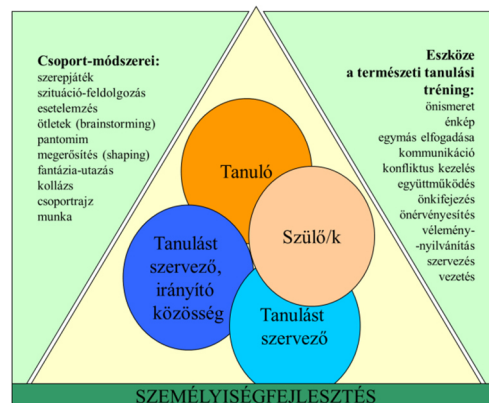 Csoport-módszerei:
szerepjáték
szituáció-feldolgozás
esetelemzés
ötletek (brainstorming)
pantomim
megerősítés (shaping)
fantázia-utazás
kollázs
csoportrajz
munka
Eszköze
a természeti tanulási
tréning:
önismeret
énkép
egymás elfogadása
kommunikáció
konfliktus kezelés
együttműködés
önkifejezés
önérvényesítés
vélemény-
-nyilvánítás
szervezés
vezetés
Tanuló
Szülő/k
Tanulást
szervező,
irányító
közösség
Tanulást
szervező
SZEMÉLYISÉGFEJLESZTÉS